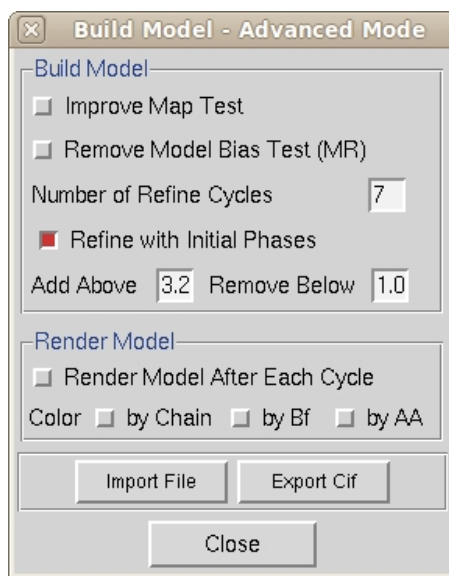 Build Model - Advanced Mode
Build Model
Improve Map Test
Remove Model Bias Test (MR)
Number of Refine Cycles 7
Refine with Initial Phases
Add Above 3.2 Remove Below 1.0
Render Model
Render Model After Each Cycle
Color by Chain by Bf by AA
Import File Export Cif
Close